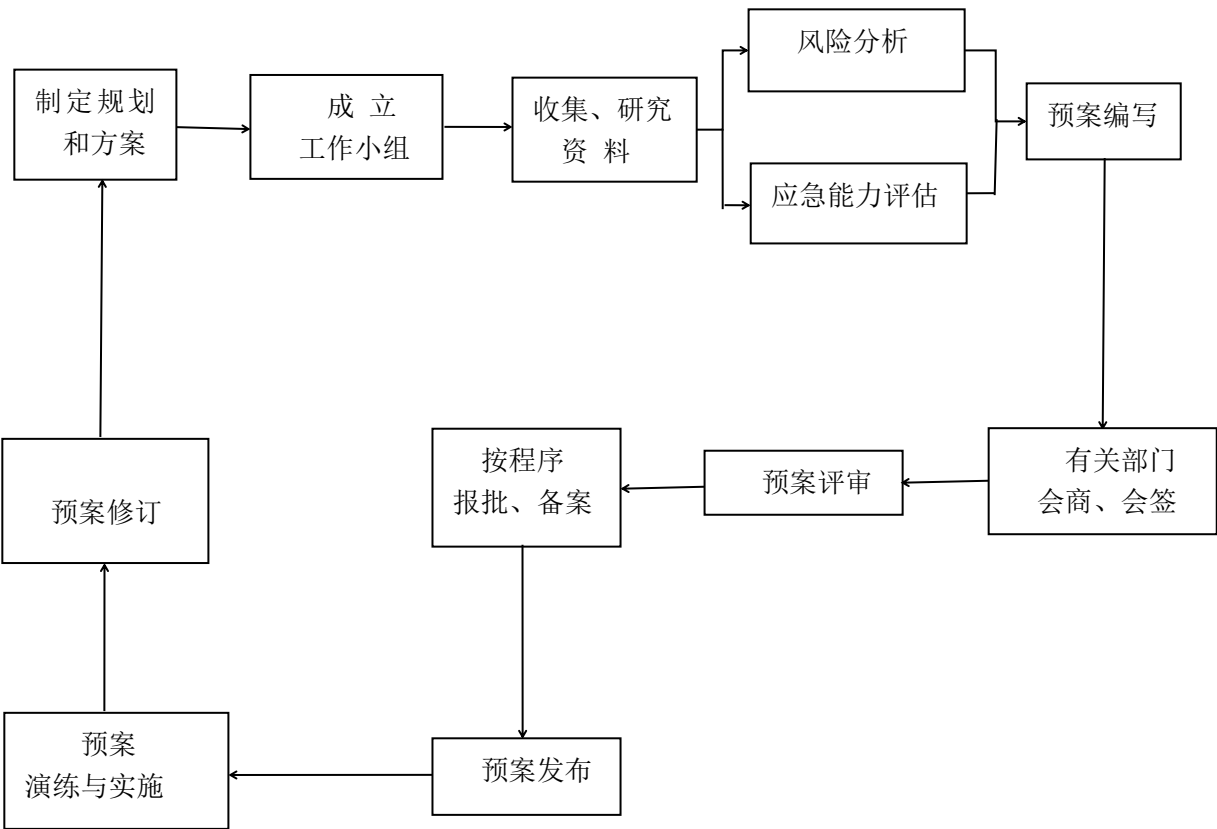 制定规划
和方案
成 立
工作小组
收集、研究
资 料
风险分析
应急能力评估
预案编写
有关部门
会商、会签
预案评审
按程序
报批、备案
预案发布
预案
演练与实施
预案修订